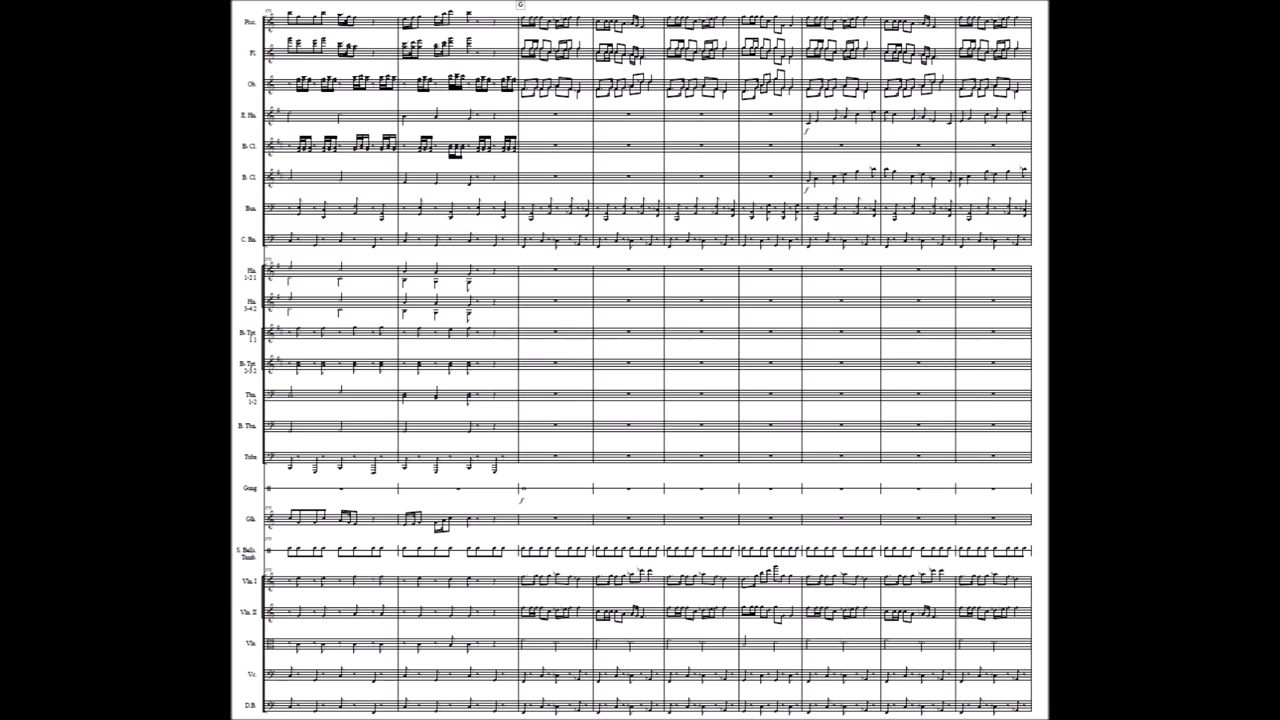 G
Picc.
Fl.
Ob.
E. Hn.
B♭ Cl.
B. Cl.
f
f
Bsn.
C. Bn.
Hn.
1-2 1
Hn.
3-4 2
B♭ Tpt.
1 1
B♭ Tpt.
2-3 2
Tbn.
1-2
B. Tbn.
Tuba
Gong
f
Glk.
S. Bells
Tamb.
Vln. I
Vln. II
Vla.
Vc.
D.B.